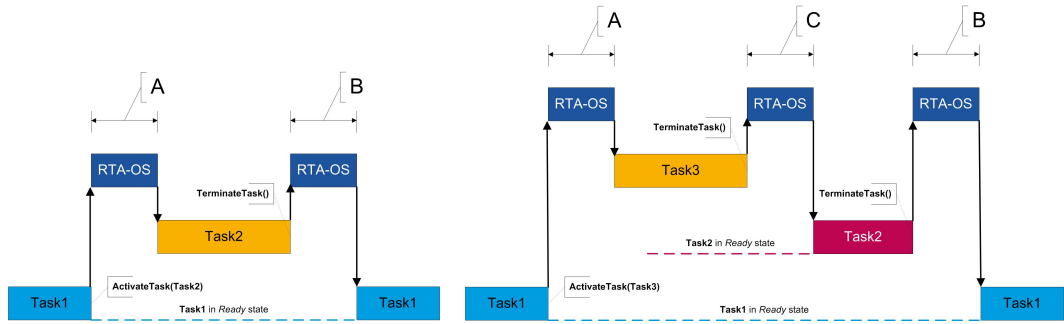 A
B
RTA-OS
RTA-OS
TerminateTask()
Task2
ActivateTask(Task2)
Task1
Task1 in Ready state
Task1
A
C
B
RTA-OS
RTA-OS
RTA-OS
TerminateTask()
Task3
TerminateTask()
Task2 in Ready state
Task2
ActivateTask(Task3)
Task1
Task1 in Ready state
Task1